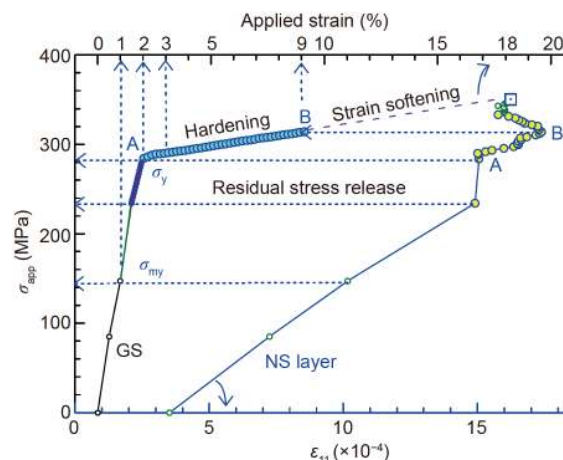 Applied strain (%)
0 1 2 3 5 9 10 15 18 20
400
300
200
100
0
σapp (MPa)
A
Hardening
B
Strain softening
B
σy
A
Residual stress release
σmy
GS
NS layer
0 5 10 15
ε11 (×10⁻⁴)